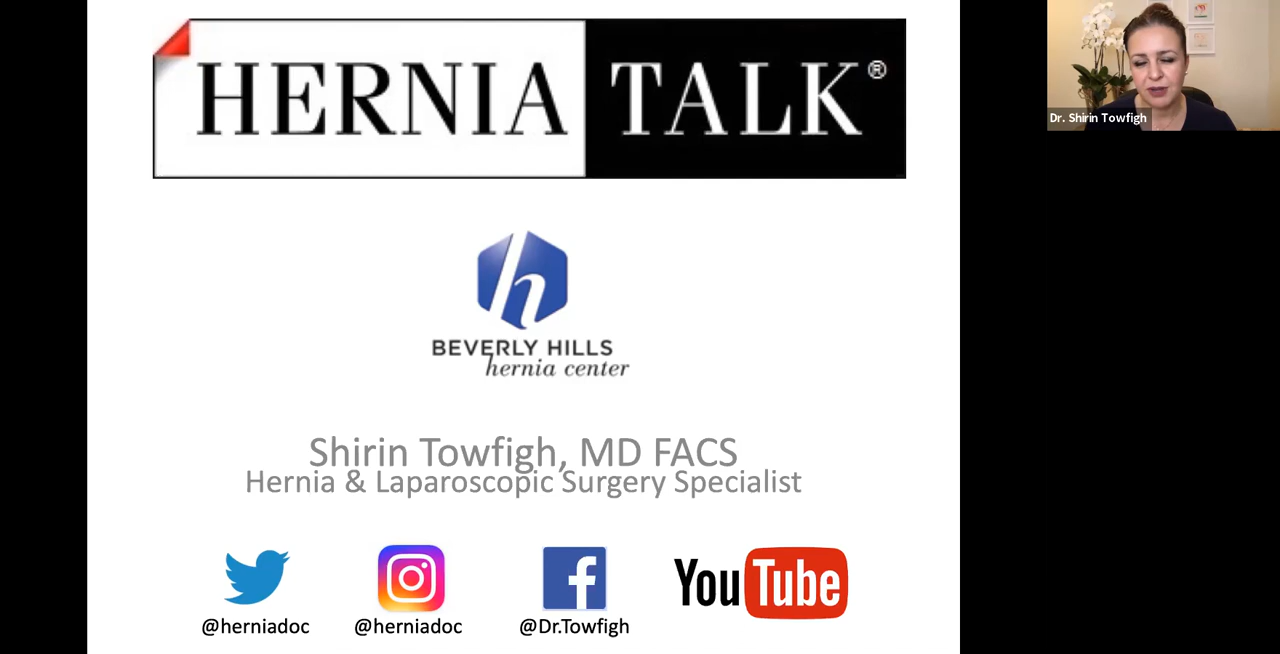 HERNIA TALK®
Dr. Shirin Towfigh
h
BEVERLY HILLS
hernia center
Shirin Towfigh, MD FACS
Hernia & Laparoscopic Surgery Specialist
YouTube
@herniadoc @herniadoc @Dr.Towfigh